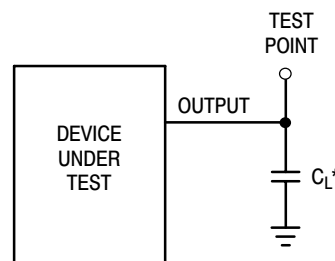 TEST
POINT
OUTPUT
DEVICE
UNDER
TEST
C_L*